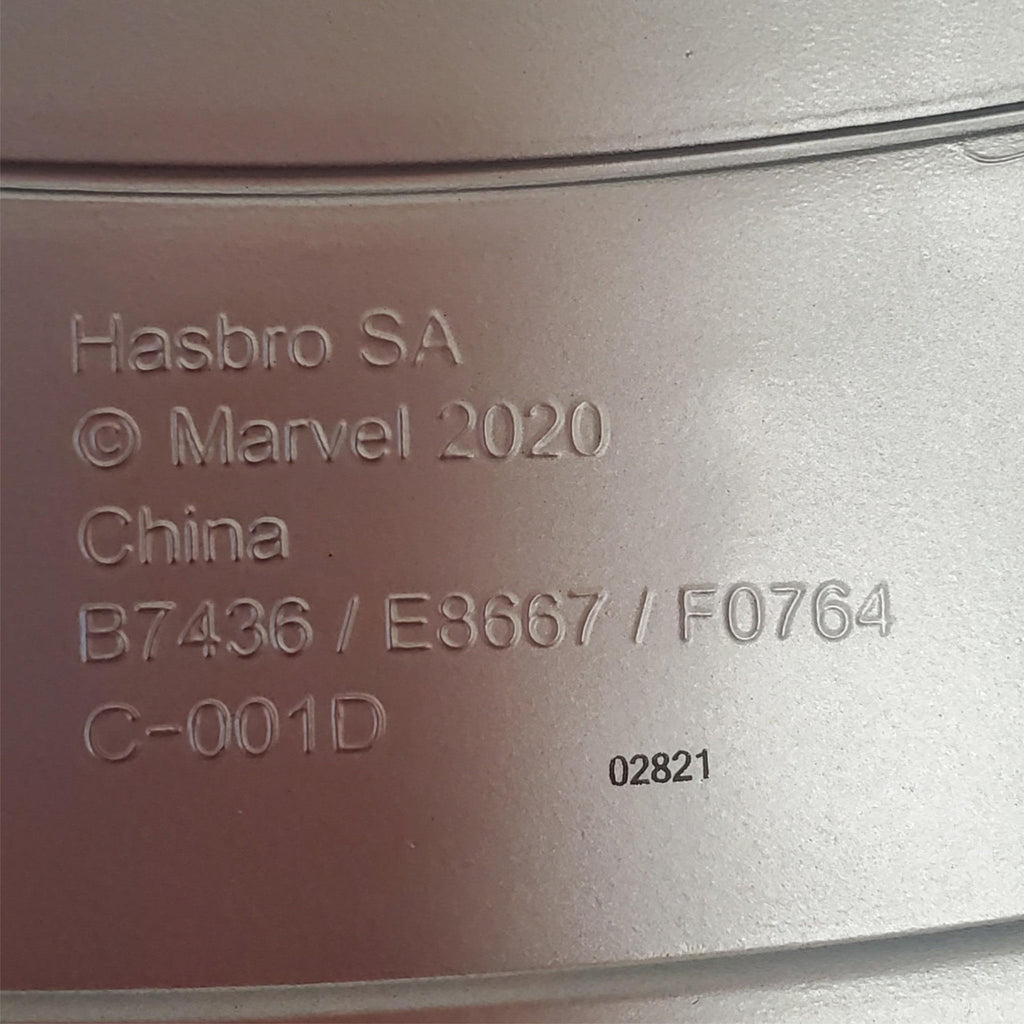 Hasbro SA
© Marvel 2020
China
B7436 / E8667 / F0764
C-001D
02821